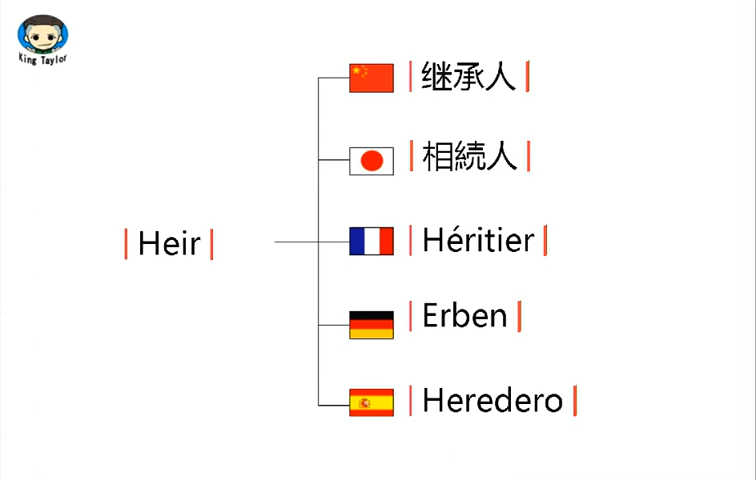 King Taylor
继承人
相続人
Heir
Héritier
Erben
Heredero